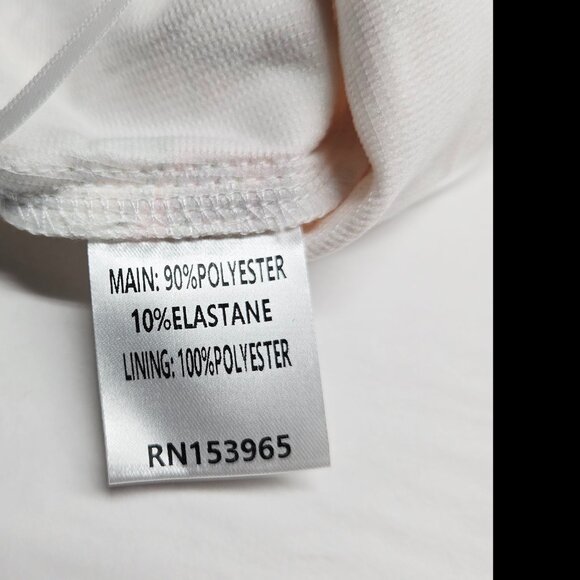 MAIN: 90%POLYESTER
10%ELASTANE
LINING: 100%POLYESTER
RN153965